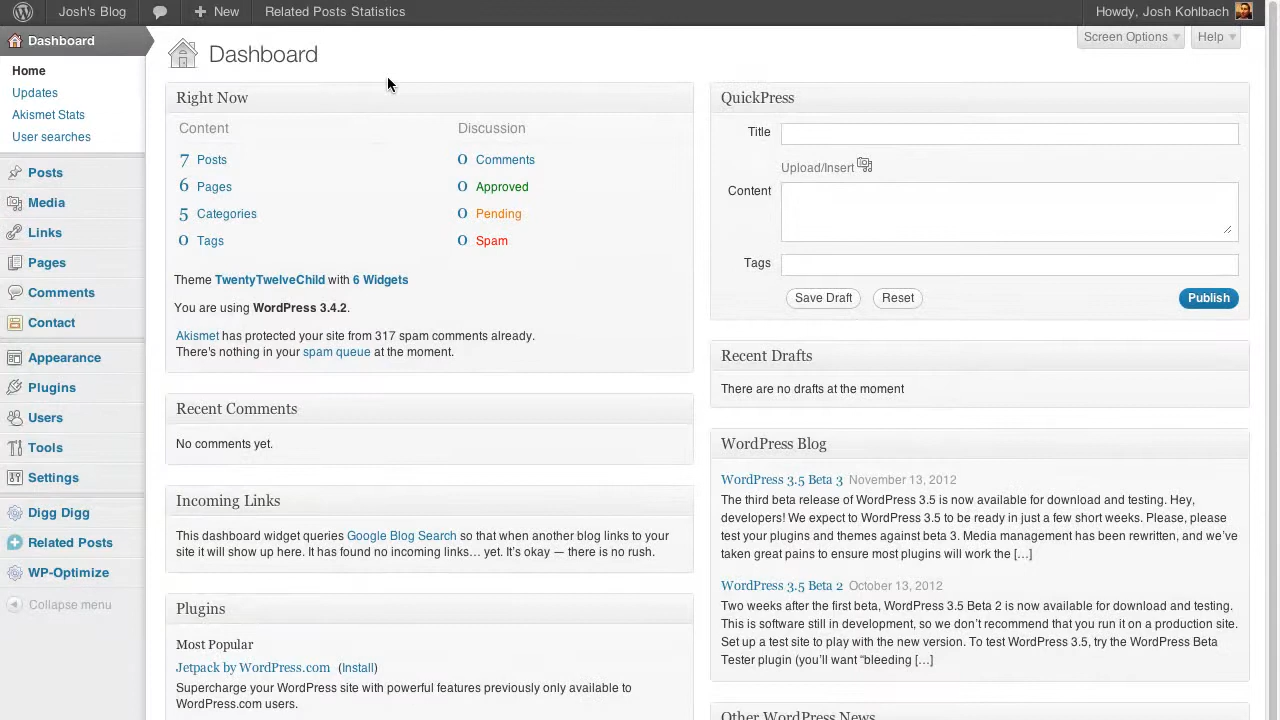 Josh's Blog
New
Related Posts Statistics
Howdy, Josh Kohlbach
Screen Options
Help
Dashboard
Home
Updates
Akismet Stats
User searches
Posts
Media
Links
Pages
Comments
Contact
Appearance
Plugins
Users
Tools
Settings
Digg Digg
Related Posts
WP-Optimize
Collapse menu
Dashboard
Right Now
Content
7 Posts
6 Pages
5 Categories
0 Tags
Discussion
0 Comments
0 Approved
0 Pending
0 Spam
Theme TwentyTwelveChild with 6 Widgets
You are using WordPress 3.4.2.
Akismet has protected your site from 317 spam comments already.
There's nothing in your spam queue at the moment.
Recent Comments
No comments yet.
Incoming Links
This dashboard widget queries Google Blog Search so that when another blog links to your
site it will show up here. It has found no incoming links… yet. It's okay — there is no rush.
Plugins
Most Popular
Jetpack by WordPress.com (Install)
Supercharge your WordPress site with powerful features previously only available to
WordPress.com users.
QuickPress
Title
Upload/Insert
Content
Tags
Save Draft
Reset
Publish
Recent Drafts
There are no drafts at the moment
WordPress Blog
WordPress 3.5 Beta 3 November 13, 2012
The third beta release of WordPress 3.5 is now available for download and testing. Hey,
developers! We expect to WordPress 3.5 to be ready in just a few short weeks. Please, please
test your plugins and themes against beta 3. Media management has been rewritten, and we've
taken great pains to ensure most plugins will work the […]
WordPress 3.5 Beta 2 October 13, 2012
Two weeks after the first beta, WordPress 3.5 Beta 2 is now available for download and testing.
This is software still in development, so we don't recommend that you run it on a production site.
Set up a test site to play with the new version. To test WordPress 3.5, try the WordPress Beta
Tester plugin (you'll want “bleeding […]
Other WordPress News